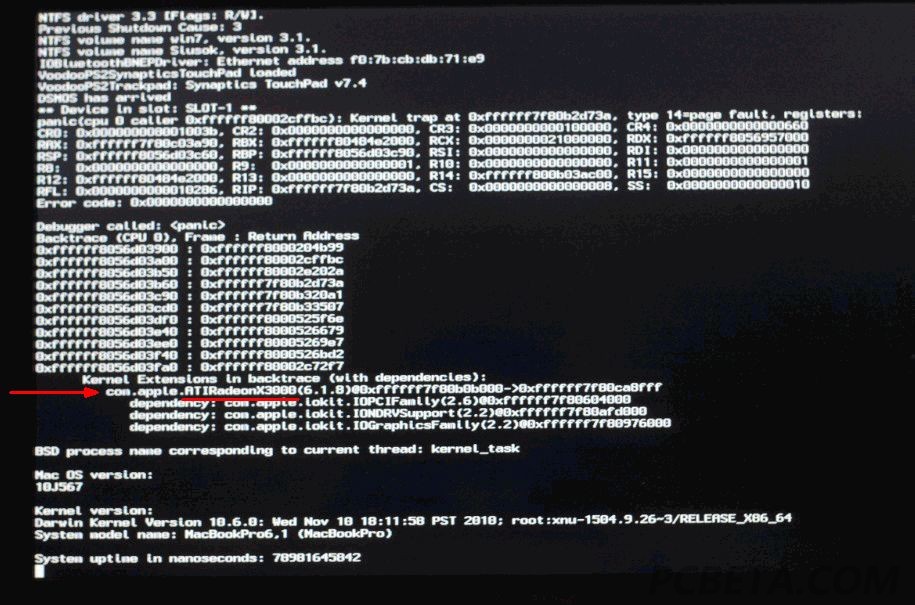 NTFS driver 3.3 [Flags: R/W].
Previous Shutdown Cause: 3
NTFS volume name win7, version 3.1.
NTFS volume name Slusok, version 3.1.
IOBluetoothBNEPDriver: Ethernet address f0:7b:cb:db:71:e9
VoodooPS2SynapticsTouchPad loaded
VoodooPS2Trackpad: Synaptics TouchPad v7.4
DSMOS has arrived
** Device in slot: SLOT-1 **
panic(cpu 0 caller 0xffffff80002cffbc): Kernel trap at 0xffffff7f80b2d73a, type 14=page fault, registers:
CR0: 0x000000008001003b, CR2: 0x0000000000000000, CR3: 0x0000000000100000, CR4: 0x0000000000000660
RAX: 0xffffff7f80c03a90, RBX: 0xffffff80484e2000, RCX: 0x0000000021000000, RDX: 0xffffff8056957000
RSP: 0xffffff8056d03c60, RBP: 0xffffff8056d03c90, RSI: 0x0000000000000000, RDI: 0x0000000000000000
R8: 0x0000000000000000, R9: 0x0000000000000001, R10: 0x0000000000000000, R11: 0x0000000000000001
R12: 0xffffff80484e2000, R13: 0x0000000000000000, R14: 0xffffff800b03ac00, R15: 0x0000000000000000
RFL: 0x0000000000010286, RIP: 0xffffff7f80b2d73a, CS: 0x0000000000000008, SS: 0x0000000000000010
Error code: 0x0000000000000000
Debugger called: <panic>
Backtrace (CPU 0), Frame : Return Address
0xffffff8056d03900 : 0xffffff8000204b99
0xffffff8056d03a00 : 0xffffff80002cffbc
0xffffff8056d03b50 : 0xffffff80002e202a
0xffffff8056d03b60 : 0xffffff7f80b2d73a
0xffffff8056d03c90 : 0xffffff7f80b320a1
0xffffff8056d03cd0 : 0xffffff7f80b33507
0xffffff8056d03df0 : 0xffffff8000525f6e
0xffffff8056d03e40 : 0xffffff8000526679
0xffffff8056d03ee0 : 0xffffff80005269e7
0xffffff8056d03f40 : 0xffffff8000526bd2
0xffffff8056d03fa0 : 0xffffff80002c72f7
Kernel Extensions in backtrace (with dependencies):
com.apple.ATIRadeonX3000(6.1.8)@0xffffff7f80b0b000->0xffffff7f80ca8fff
dependency: com.apple.iokit.IOPCIFamily(2.6)@0xffffff7f80604000
dependency: com.apple.iokit.IONDRVSupport(2.2)@0xffffff7f80afd000
dependency: com.apple.iokit.IOGraphicsFamily(2.2)@0xffffff7f80976000
BSD process name corresponding to current thread: kernel_task
Mac OS version:
10J567
Kernel version:
Darwin Kernel Version 10.6.0: Wed Nov 10 18:11:58 PST 2010; root:xnu-1504.9.26~3/RELEASE_X86_64
System model name: MacBookPro6,1 (MacBookPro)
System uptime in nanoseconds: 78981645842
PCBETA.COM